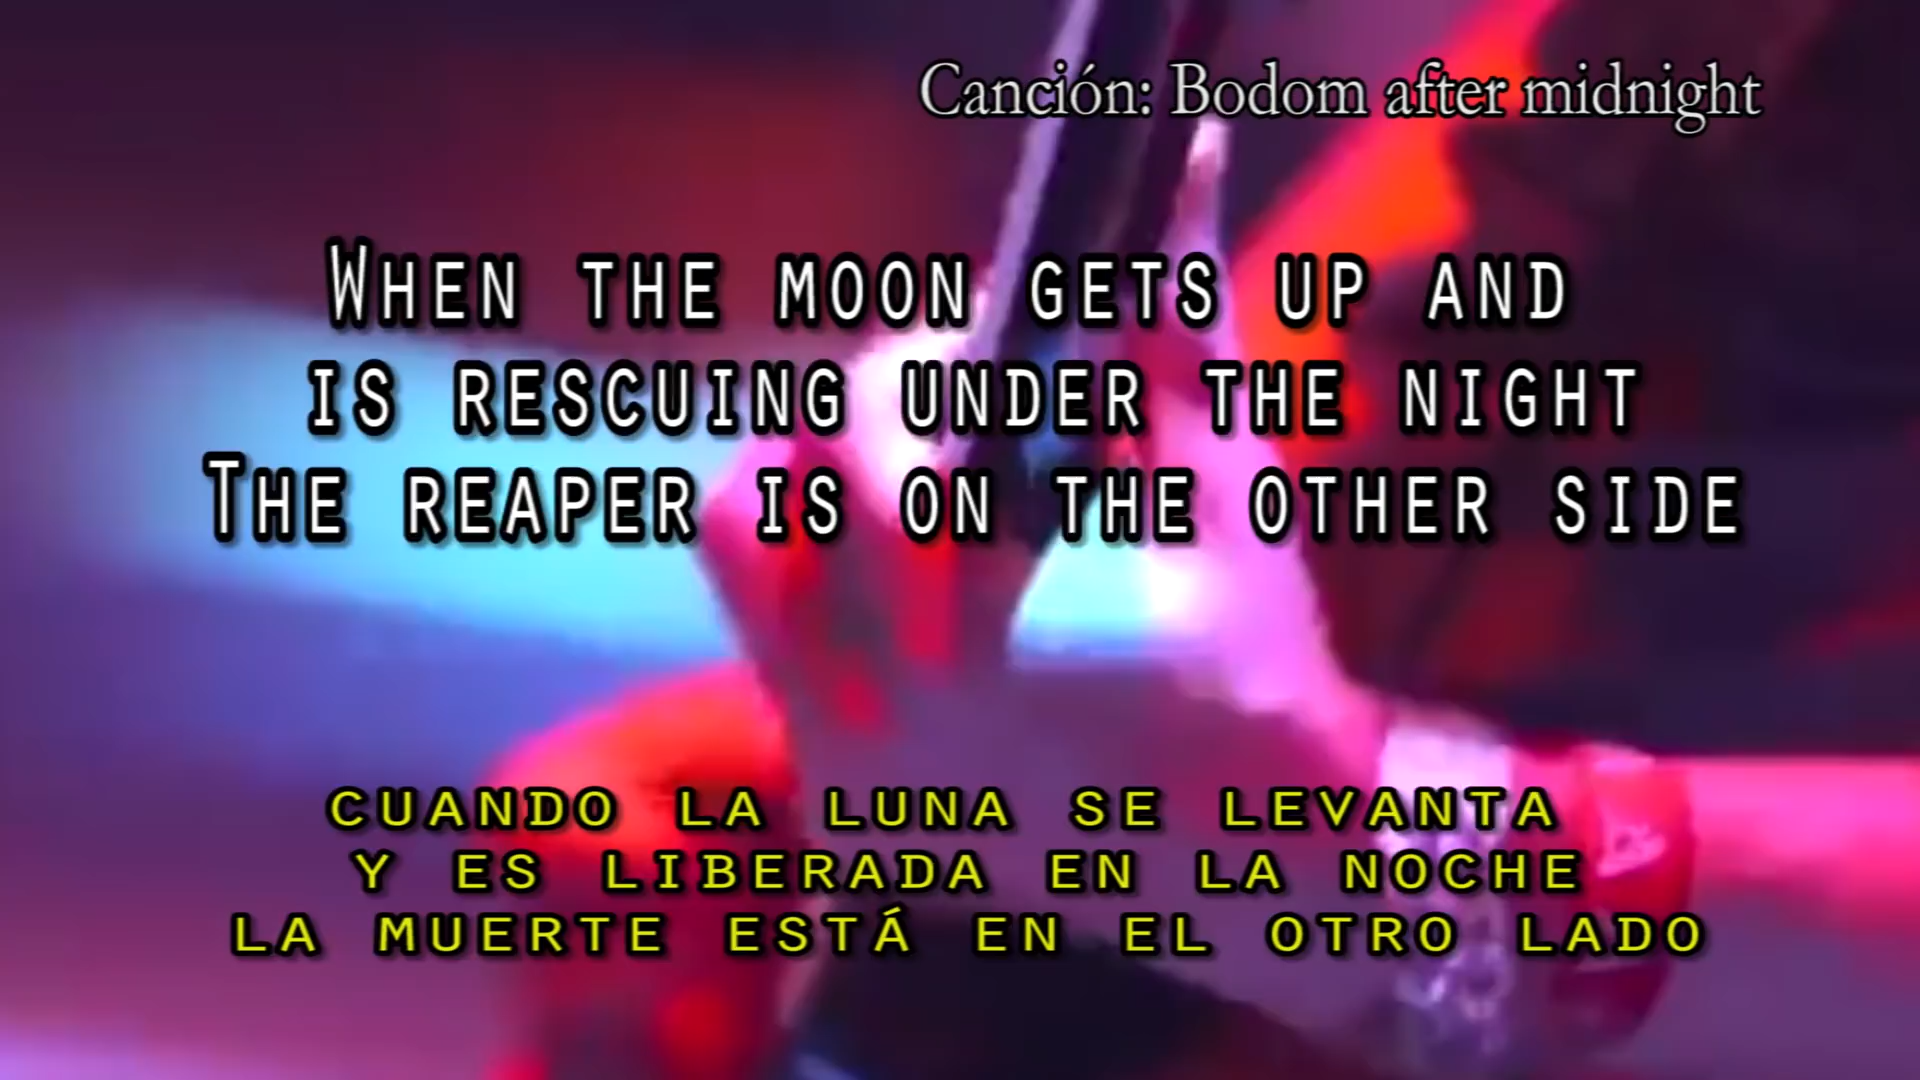 Canción: Bodom after midnight
When the moon gets up and
is rescuing under the night
The reaper is on the other side
CUANDO LA LUNA SE LEVANTA
Y ES LIBERADA EN LA NOCHE
LA MUERTE ESTÁ EN EL OTRO LADO